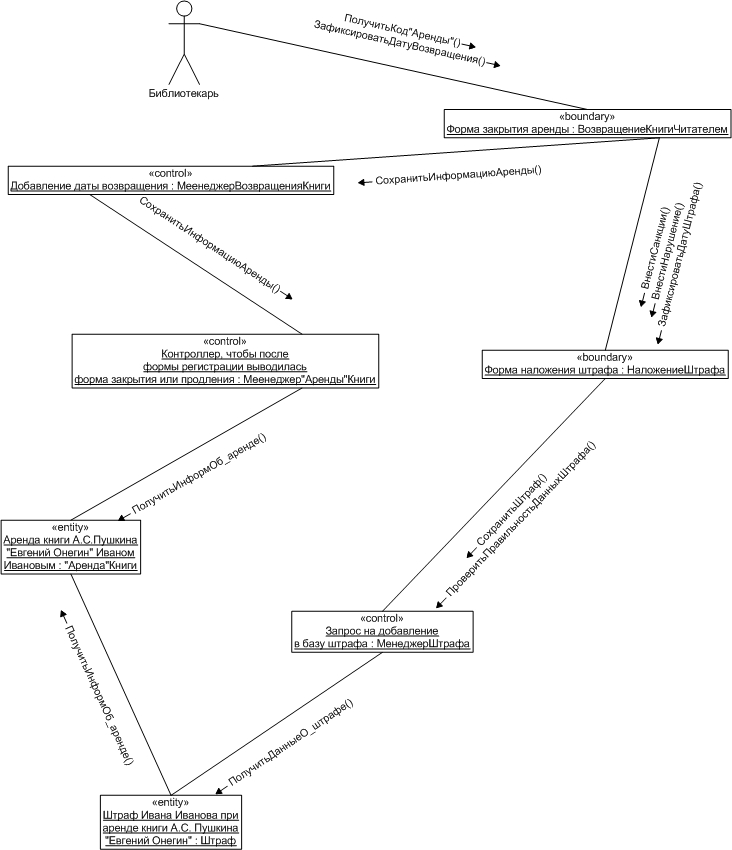 ПолучитьКод"Аренды"()
ЗафиксироватьДатуВозвращения()
Библиотекарь
«boundary»
Форма закрытия аренды : ВозвращениеКнигиЧитателем
«control»
Добавление даты возвращения : МеенеджерВозвращенияКниги
СохранитьИнформациюАренды()
СохранитьИнформациюАренды()
ВнестиСанкции()
ВнестиНарушение()
ЗафиксироватьДатуШтрафа()
«control»
Контроллер, чтобы после
формы регистрации выводилась
форма закрытия или продления : Меенеджер"Аренды"Книги
«boundary»
Форма наложения штрафа : НаложениеШтрафа
ПолучитьИнформОб_аренде()
СохранитьШтраф()
ПроверитьПравильностьДанныхШтрафа()
«entity»
Аренда книги А.С.Пушкина
"Евгений Онегин" Иваном
Ивановым : "Аренда"Книги
«control»
Запрос на добавление
в базу штрафа : МенеджерШтрафа
ПолучитьИнформОб_аренде()
ПолучитьДанныеО_штрафе()
«entity»
Штраф Ивана Иванова при
аренде книги А.С. Пушкина
"Евгений Онегин" : Штраф